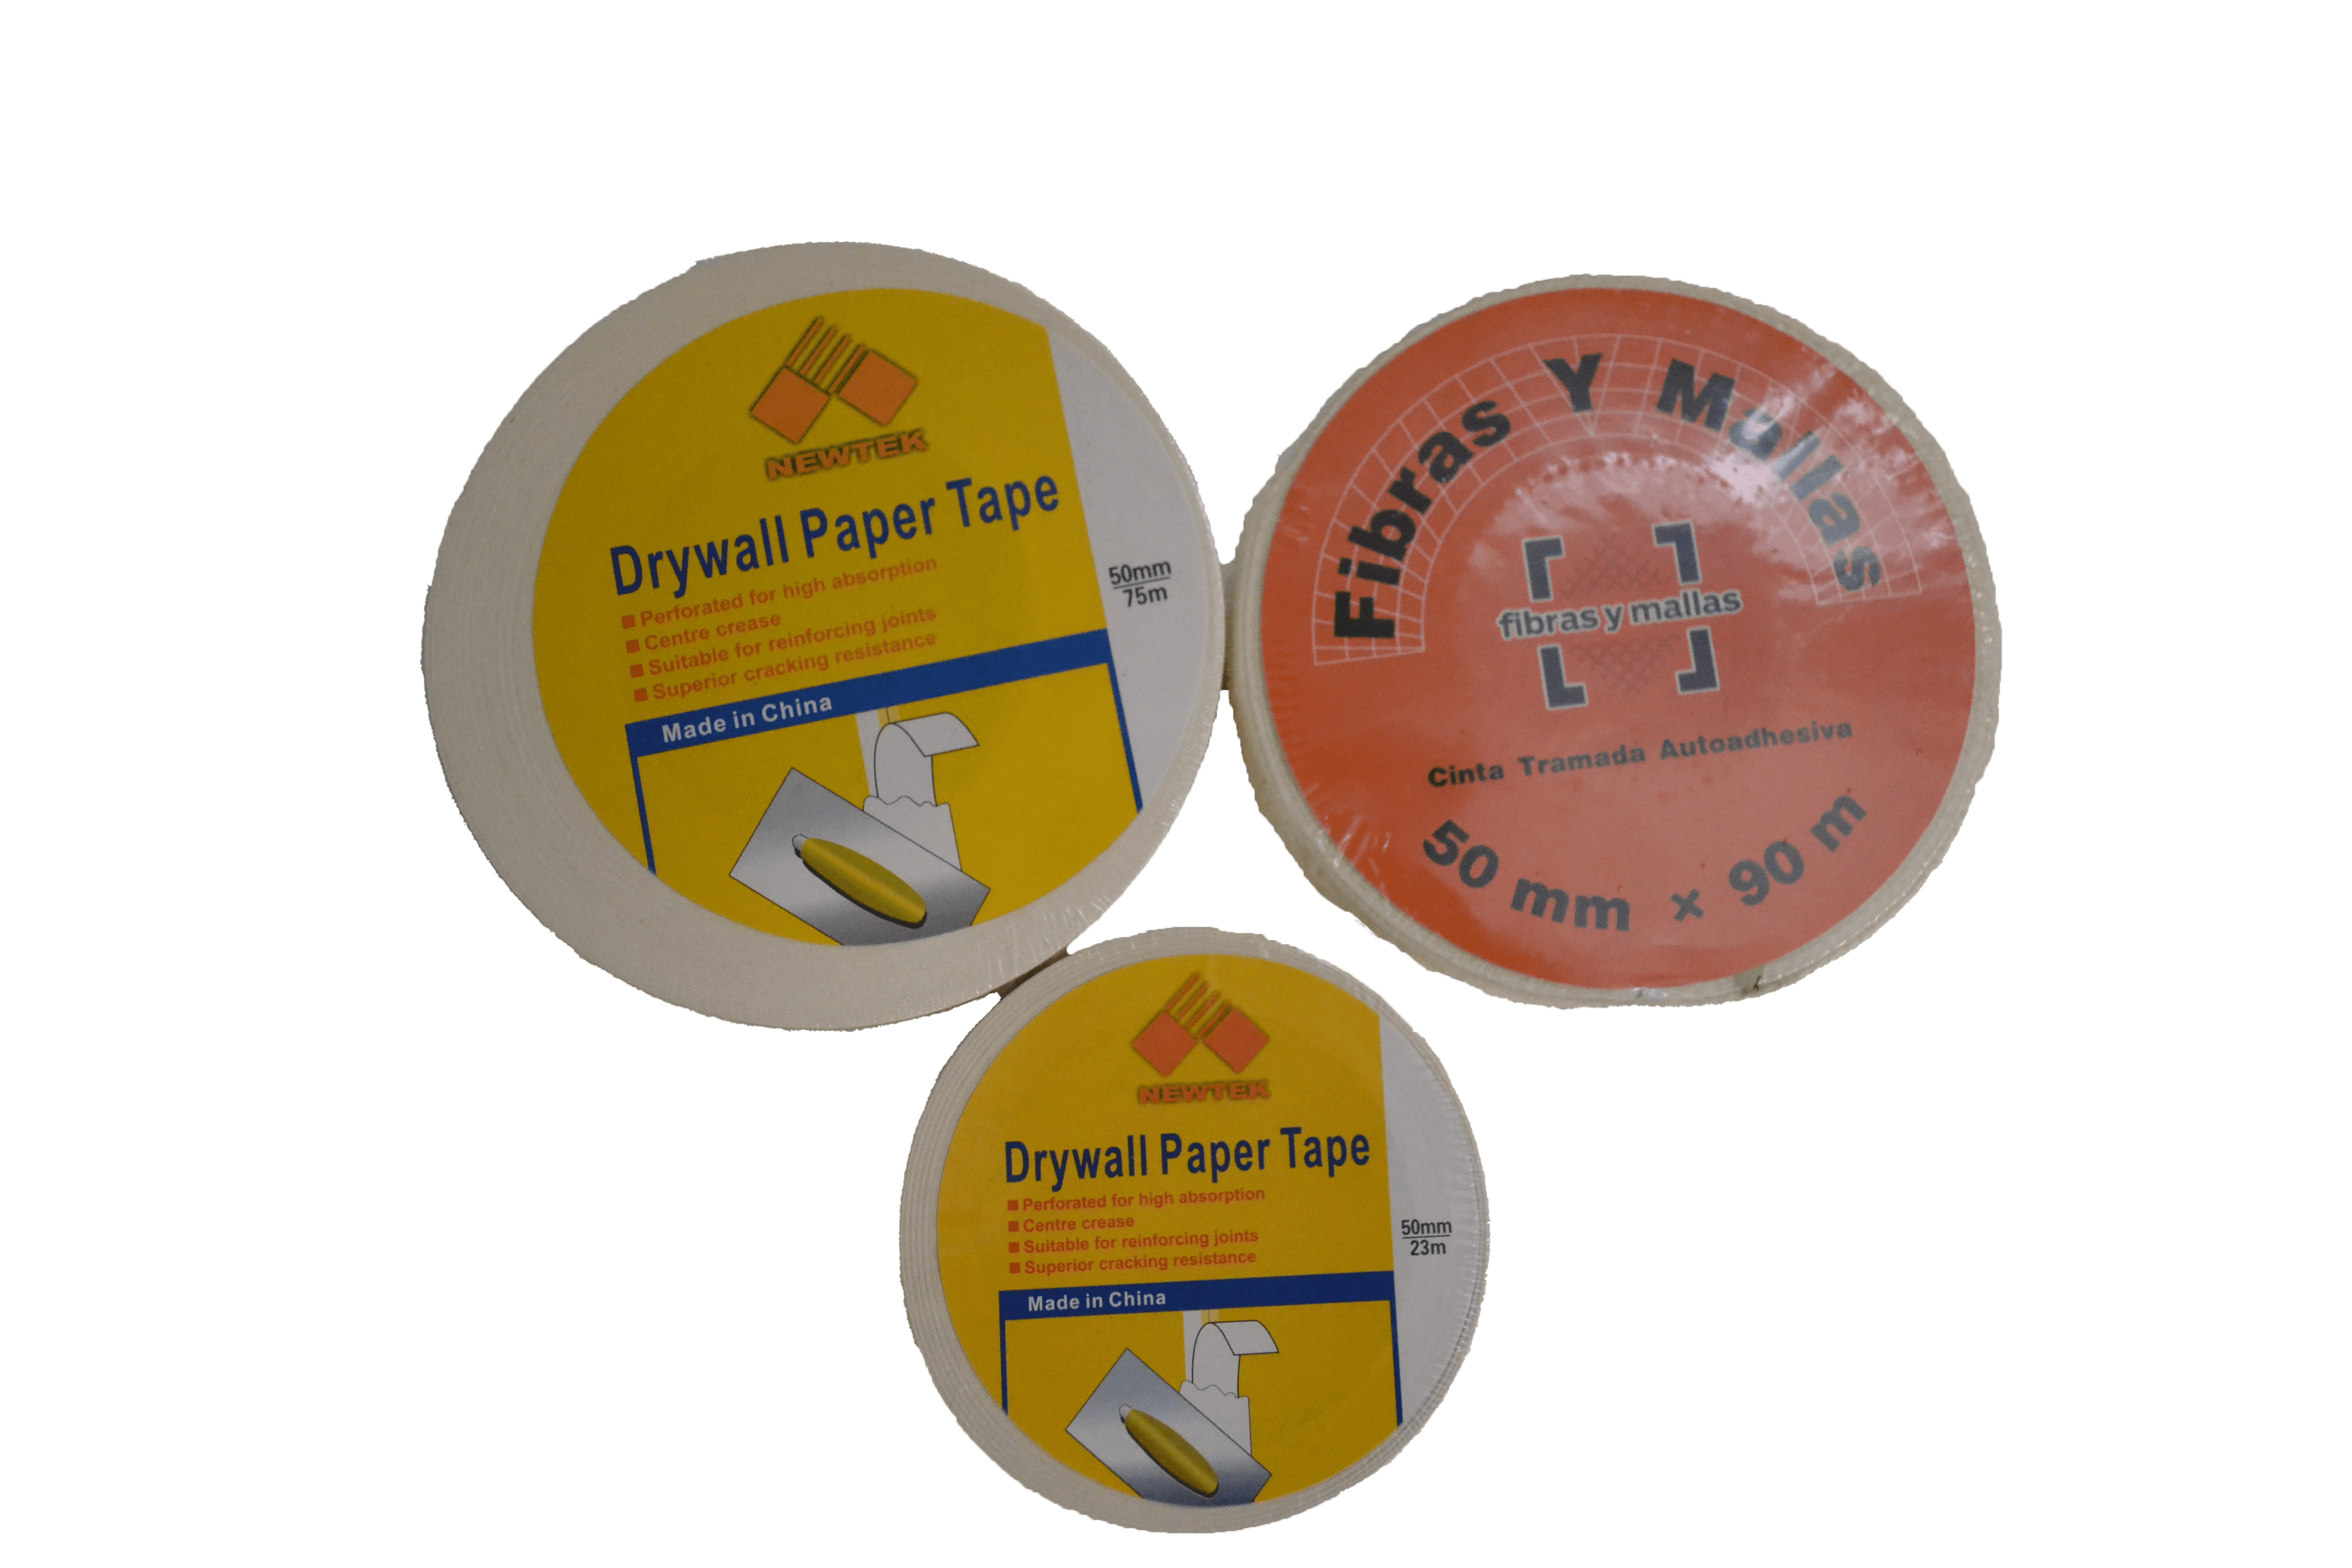 NEWTEK
Drywall Paper Tape
Perforated for high absorption
Centre crease
Suitable for reinforcing joints
Superior cracking resistance
50mm
75m
Made in China
Fibras Y Mallas
fibras y mallas
Cinta Tramada Autoadhesiva
50 mm × 90 m
NEWTEK
Drywall Paper Tape
Perforated for high absorption
Centre crease
Suitable for reinforcing joints
Superior cracking resistance
50mm
23m
Made in China